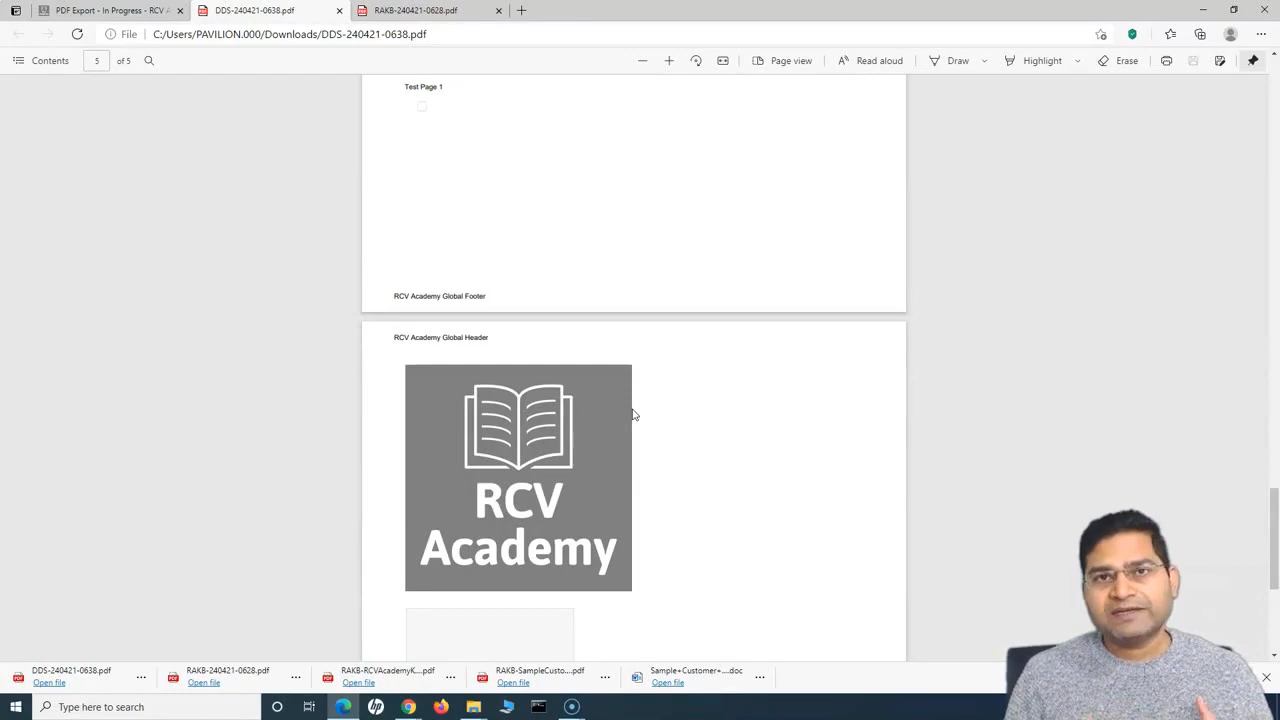 PDF Export - In Progress - RCV A
DDS-240421-0638.pdf
RAKB-240421-0628.pdf
File
C:/Users/PAVILION.000/Downloads/DDS-240421-0638.pdf
Contents
5
of 5
Page view
Read aloud
Draw
Highlight
Erase
Test Page 1
RCV Academy Global Footer
RCV Academy Global Header
RCV
Academy
DDS-240421-0638.pdf
Open file
RAKB-240421-0628.pdf
Open file
RAKB-RCVAcademyK....pdf
Open file
RAKB-SampleCusto....pdf
Open file
Sample+Customer+....doc
Open file
Type here to search